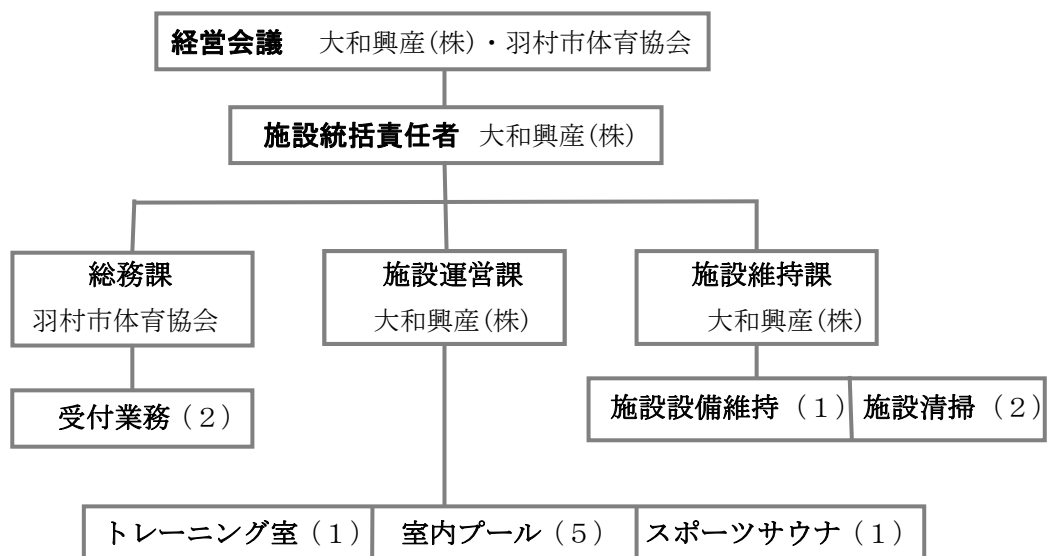 経営会議　大和興産(株)・羽村市体育協会
施設統括責任者　大和興産(株)
総務課
羽村市体育協会
施設運営課
大和興産(株)
施設維持課
大和興産(株)
受付業務（２）
施設設備維持（１）
施設清掃（２）
トレーニング室（１）
室内プール（５）
スポーツサウナ（１）